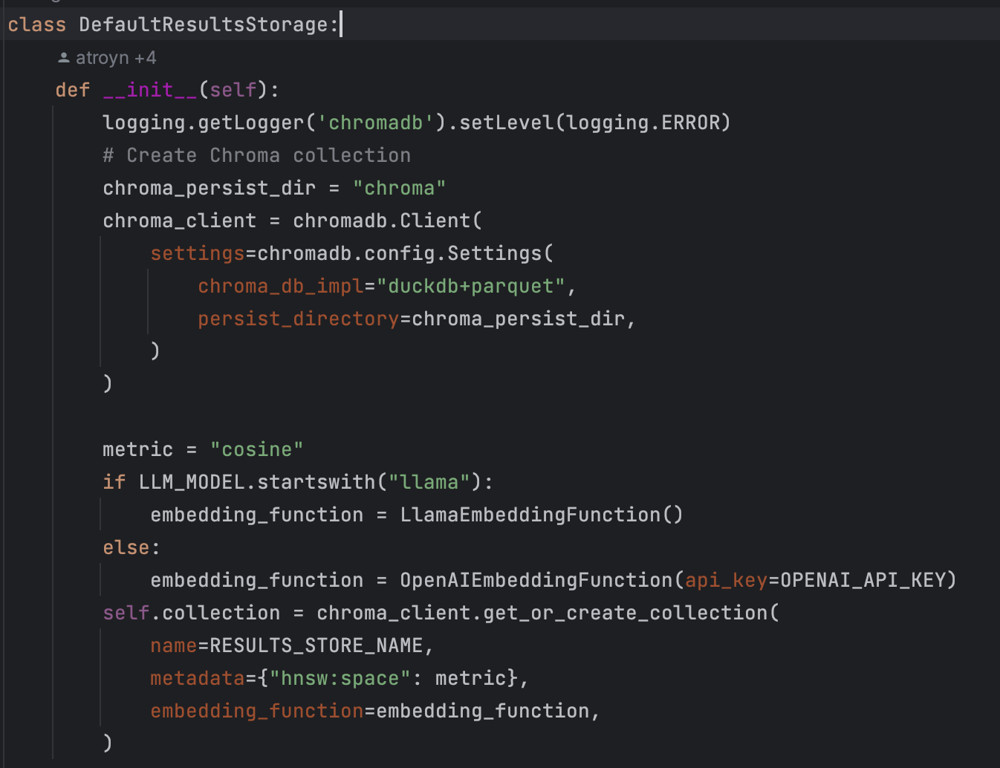 class DefaultResultsStorage:
atroyn +4
def __init__(self):
logging.getLogger('chromadb').setLevel(logging.ERROR)
# Create Chroma collection
chroma_persist_dir = "chroma"
chroma_client = chromadb.Client(
settings=chromadb.config.Settings(
chroma_db_impl="duckdb+parquet",
persist_directory=chroma_persist_dir,
)
)
metric = "cosine"
if LLM_MODEL.startswith("llama"):
embedding_function = LlamaEmbeddingFunction()
else:
embedding_function = OpenAIEmbeddingFunction(api_key=OPENAI_API_KEY)
self.collection = chroma_client.get_or_create_collection(
name=RESULTS_STORE_NAME,
metadata={"hnsw:space": metric},
embedding_function=embedding_function,
)